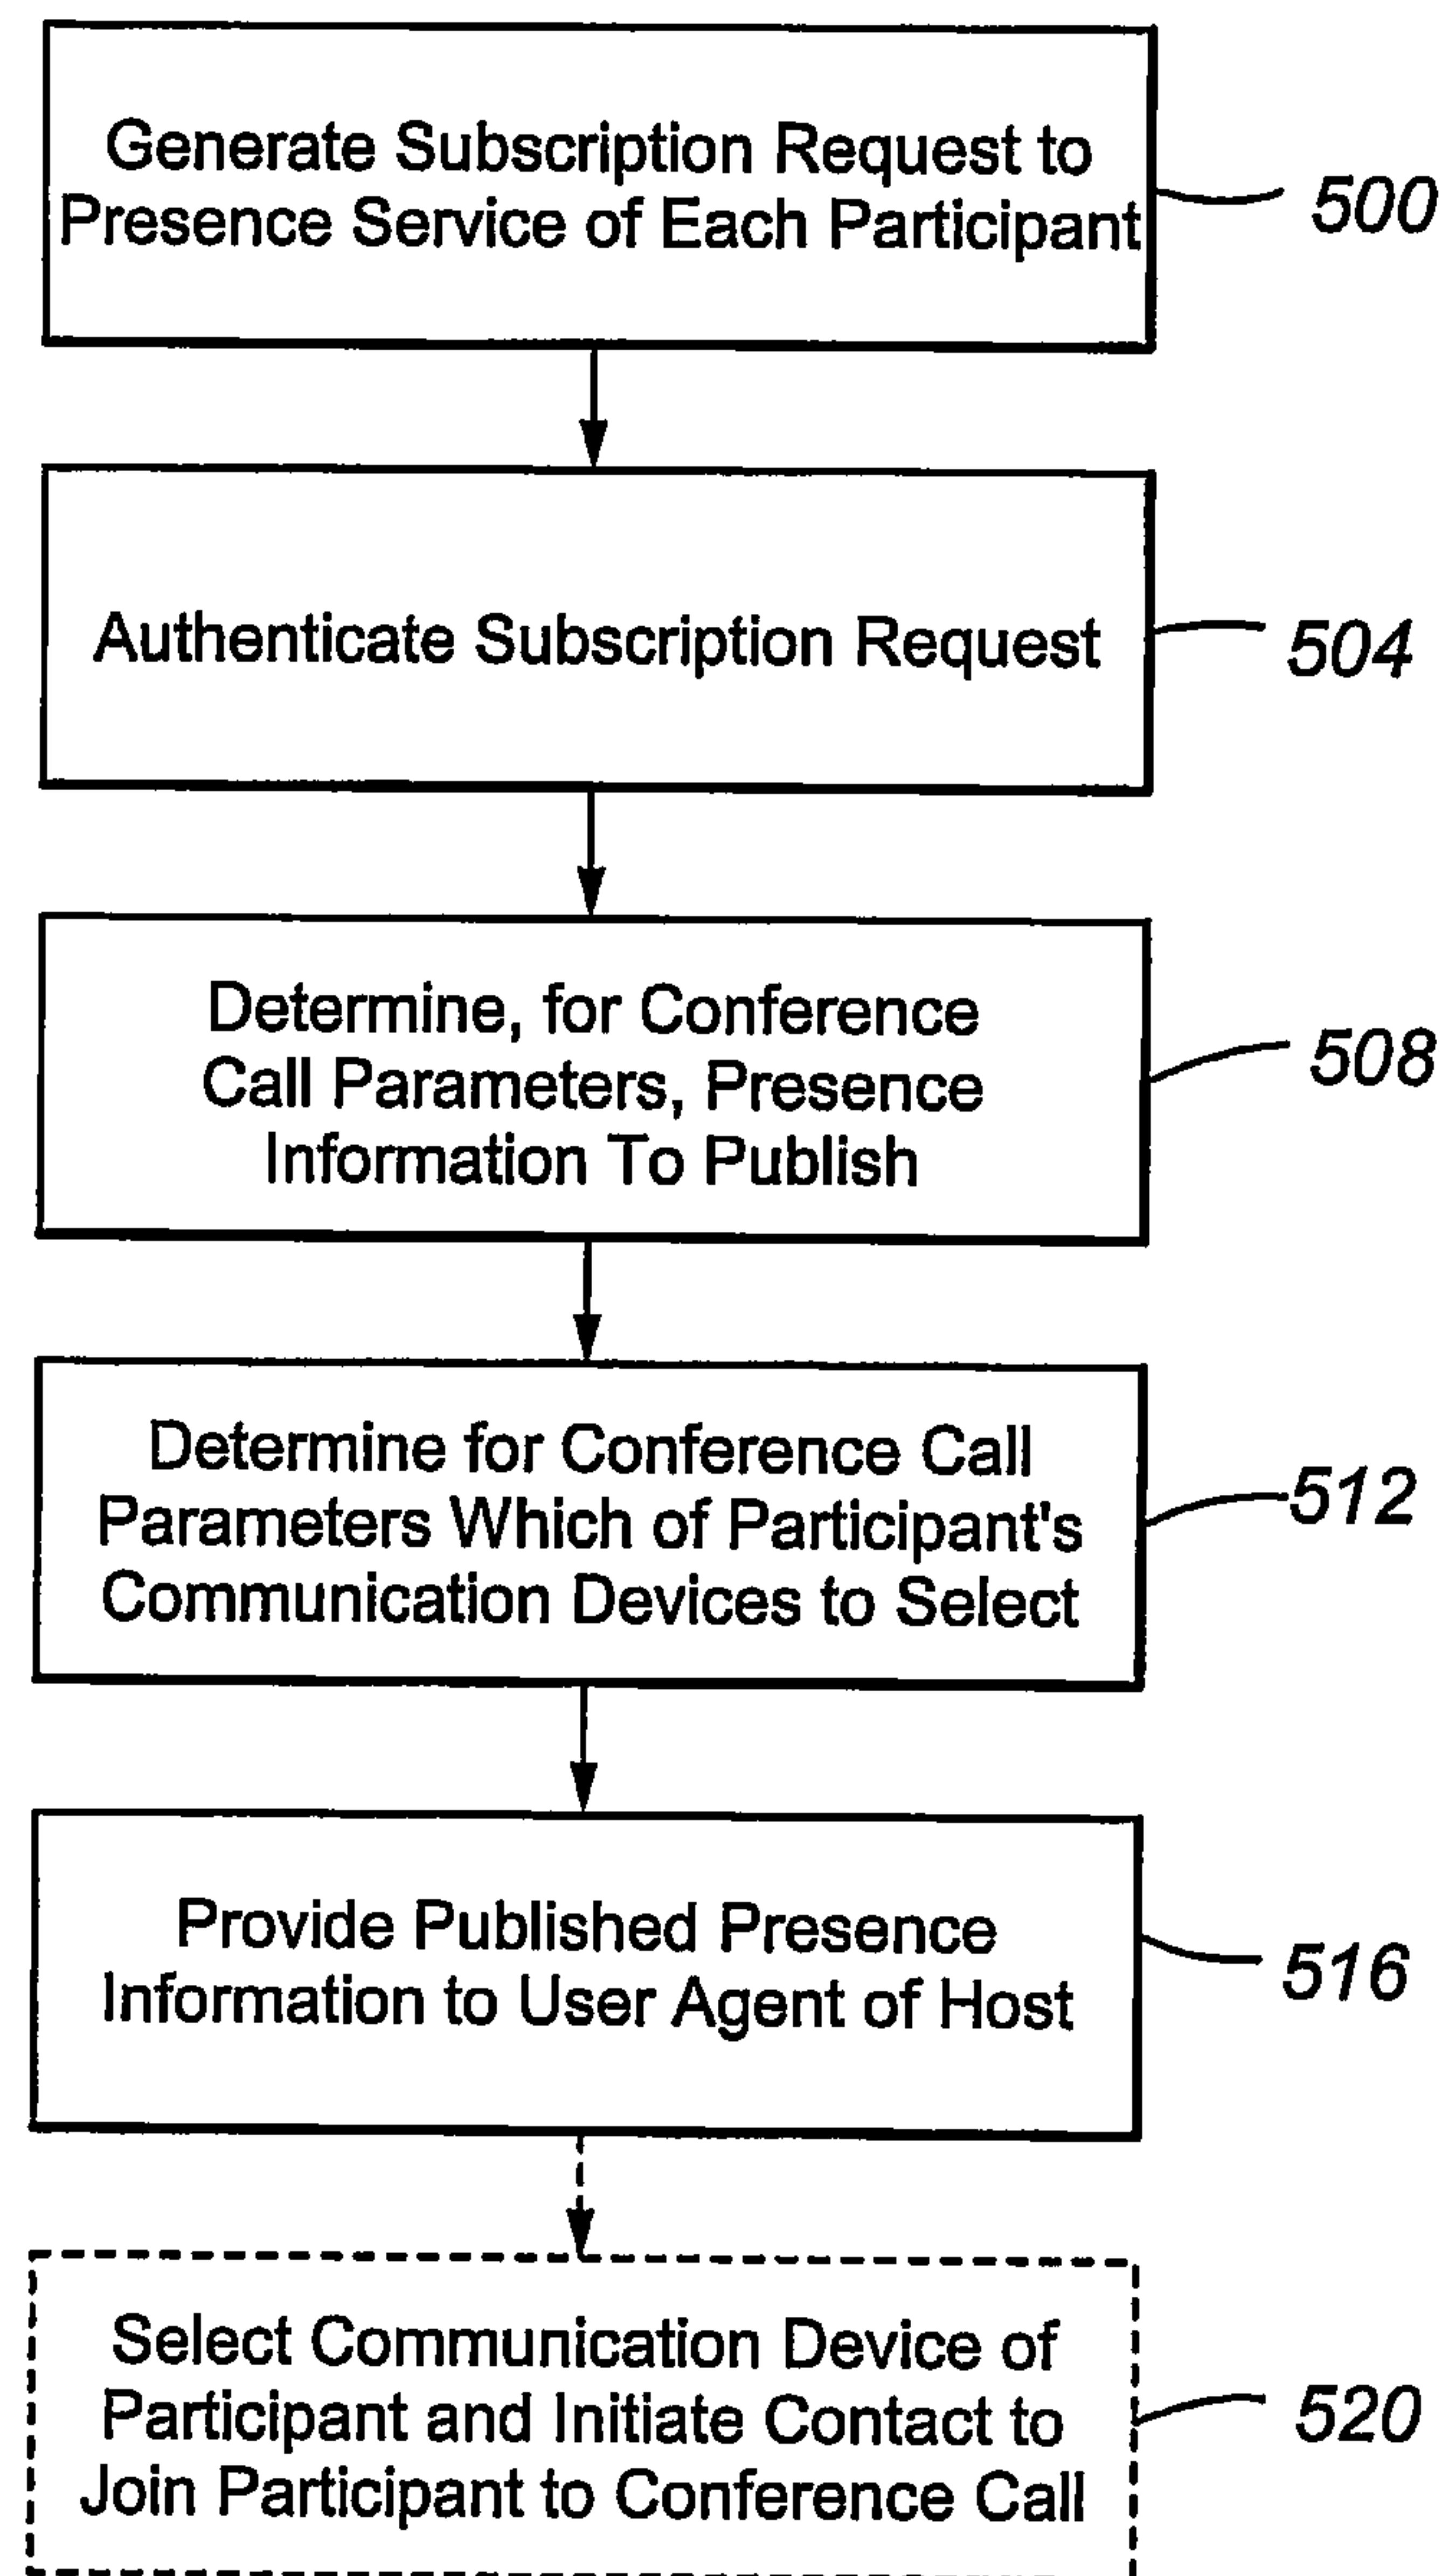 Generate Subscription Request to
Presence Service of Each Participant
500
Authenticate Subscription Request
504
Determine, for Conference
Call Parameters, Presence
Information To Publish
508
Determine for Conference Call
Parameters Which of Participant's
Communication Devices to Select
512
Provide Published Presence
Information to User Agent of Host
516
Select Communication Device of
Participant and Initiate Contact to
Join Participant to Conference Call
520